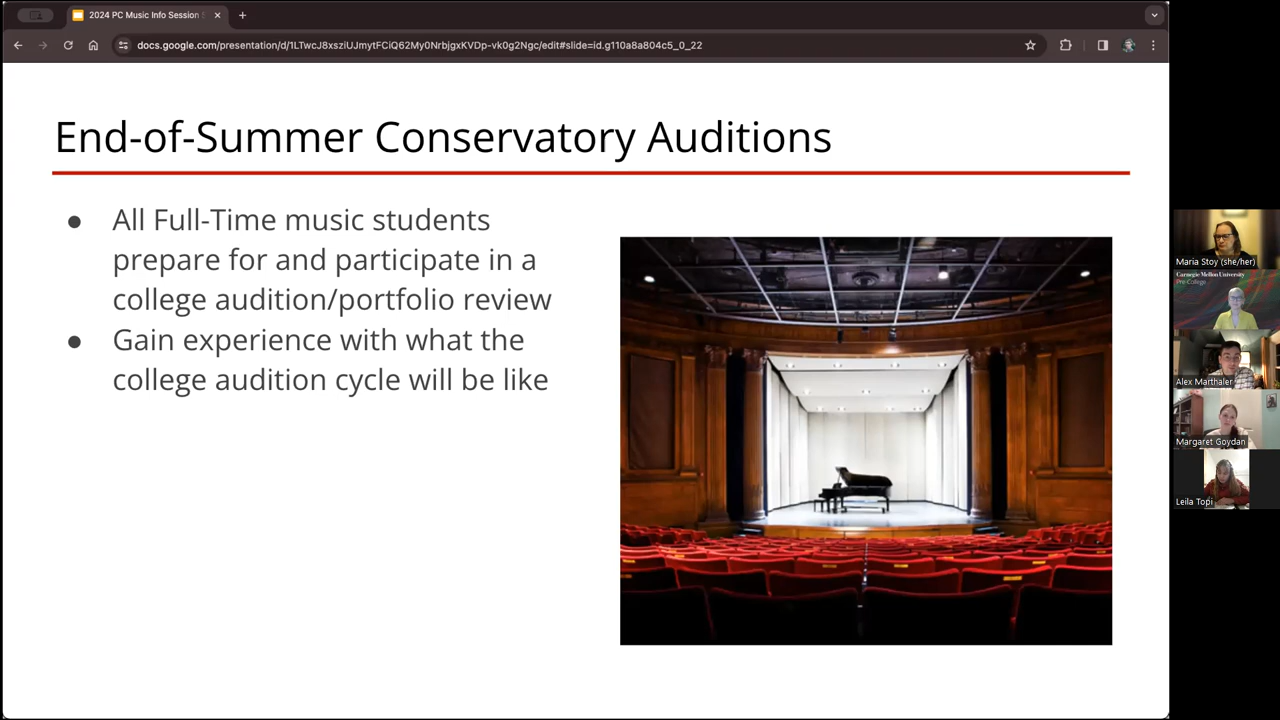 2024 PC Music Info Session
docs.google.com/presentation/d/1LTwcJ8xsziUJmytFCiQ62My0NrbjgxKVDp-vk0g2Ngc/edit#slide=id.g110a8a804c5_0_22
End-of-Summer Conservatory Auditions
● All Full-Time music students
prepare for and participate in a
college audition/portfolio review
● Gain experience with what the
college audition cycle will be like
Maria Stoy (she/her)
Carnegie Mellon University
Pre-College
Alex Marthaler
Margaret Goydan
Leila Topi